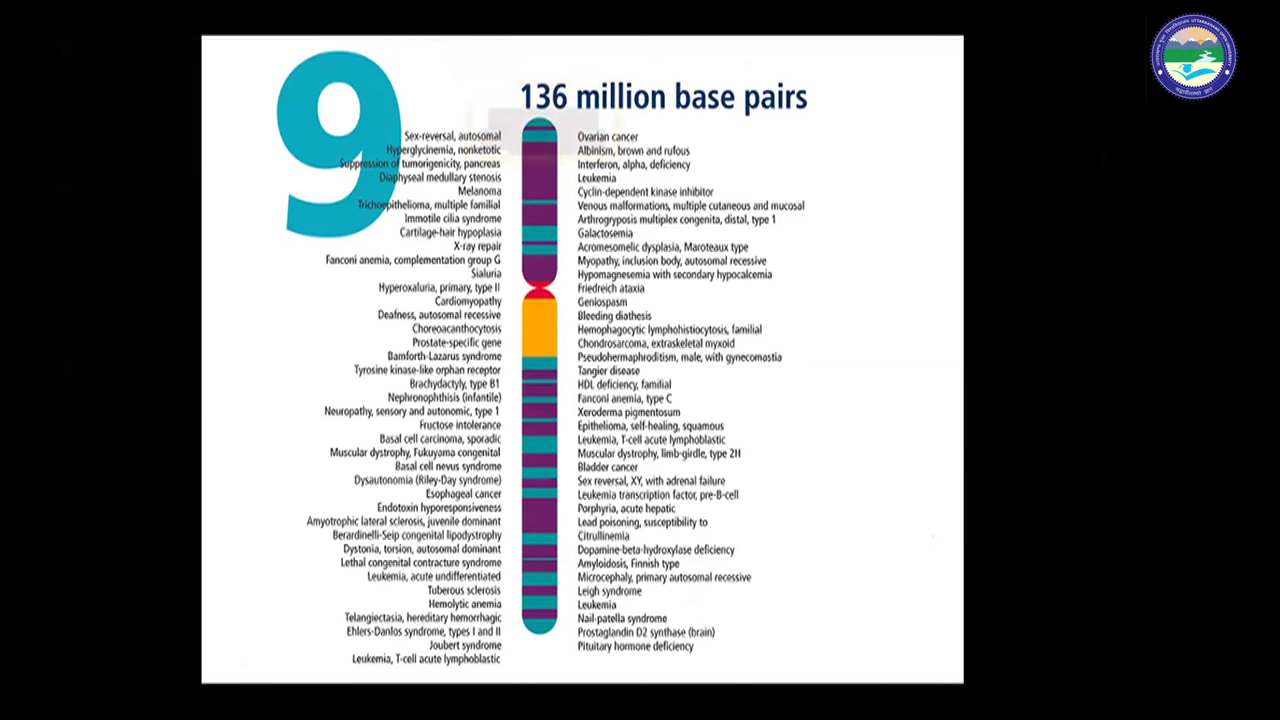 9
136 million base pairs
Sex-reversal, autosomal
Hyperglycinemia, nonketotic
Suppression of tumorigenicity, pancreas
Diaphyseal medullary stenosis
Melanoma
Trichoepithelioma, multiple familial
Immotile cilia syndrome
Cartilage-hair hypoplasia
X-ray repair
Fanconi anemia, complementation group G
Sialuria
Hyperoxaluria, primary, type II
Cardiomyopathy
Deafness, autosomal recessive
Choreoacanthocytosis
Prostate-specific gene
Bamforth-Lazarus syndrome
Tyrosine kinase-like orphan receptor
Brachydactyly, type B1
Nephronophthisis (infantile)
Neuropathy, sensory and autonomic, type 1
Fructose intolerance
Basal cell carcinoma, sporadic
Muscular dystrophy, Fukuyama congenital
Basal cell nevus syndrome
Dysautonomia (Riley-Day syndrome)
Esophageal cancer
Endotoxin hyporesponsiveness
Amyotrophic lateral sclerosis, juvenile dominant
Berardinelli-Seip congenital lipodystrophy
Dystonia, torsion, autosomal dominant
Lethal congenital contracture syndrome
Leukemia, acute undifferentiated
Tuberous sclerosis
Hemolytic anemia
Telangiectasia, hereditary hemorrhagic
Ehlers-Danlos syndrome, types I and II
Joubert syndrome
Leukemia, T-cell acute lymphoblastic
Ovarian cancer
Albinism, brown and rufous
Interferon, alpha, deficiency
Leukemia
Cyclin-dependent kinase inhibitor
Venous malformations, multiple cutaneous and mucosal
Arthrogryposis multiplex congenita, distal, type 1
Galactosemia
Acromesomelic dysplasia, Maroteaux type
Myopathy, inclusion body, autosomal recessive
Hypomagnesemia with secondary hypocalcemia
Friedreich ataxia
Geniospasm
Bleeding diathesis
Hemophagocytic lymphohistiocytosis, familial
Chondrosarcoma, extraskeletal myxoid
Pseudohermaphroditism, male, with gynecomastia
Tangier disease
HDL deficiency, familial
Fanconi anemia, type C
Xeroderma pigmentosum
Epithelioma, self-healing, squamous
Leukemia, T-cell acute lymphoblastic
Muscular dystrophy, limb-girdle, type 2H
Bladder cancer
Sex reversal, XY, with adrenal failure
Leukemia transcription factor, pre-B-cell
Porphyria, acute hepatic
Lead poisoning, susceptibility to
Citrullinemia
Dopamine-beta-hydroxylase deficiency
Amyloidosis, Finnish type
Microcephaly, primary autosomal recessive
Leigh syndrome
Leukemia
Nail-patella syndrome
Prostaglandin D2 synthase (brain)
Pituitary hormone deficiency